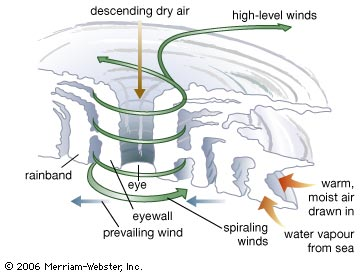 descending dry air
high-level winds
rainband
eye
eyewall
prevailing wind
spiraling
winds
warm,
moist air
drawn in
water vapour
from sea
© 2006 Merriam-Webster, Inc.